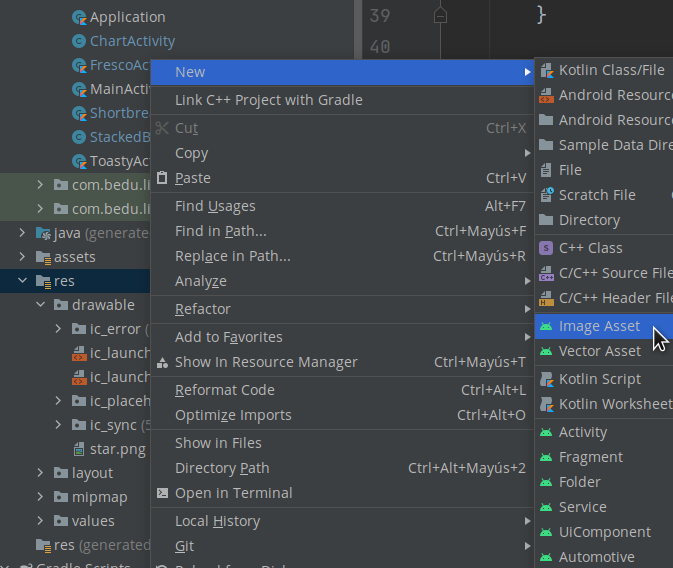 Application
ChartActivity
FrescoAc
MainActi
Shortbre
StackedB
ToastyAc
com.bedu.li
com.bedu.li
java (generate
assets
res
drawable
ic_error (
ic_launch
ic_launch
ic_placeh
ic_sync (5
star.png
layout
mipmap
values
res (generated
Gradle Scripts
39 }
40
New
Link C++ Project with Gradle
Cut Ctrl+X
Copy
Paste Ctrl+V
Find Usages Alt+F7
Find in Path... Ctrl+Mayús+F
Replace in Path... Ctrl+Mayús+R
Analyze
Refactor
Add to Favorites
Show In Resource Manager Ctrl+Mayús+T
Reformat Code Ctrl+Alt+L
Optimize Imports Ctrl+Alt+O
Show in Files
Directory Path Ctrl+Alt+Mayús+2
Open in Terminal
Local History
Git
Reload from Disk
Kotlin Class/File
Android Resourc
Android Resourc
Sample Data Dire
File
Scratch File
Directory
C++ Class
C/C++ Source File
C/C++ Header File
Image Asset
Vector Asset
Kotlin Script
Kotlin Worksheet
Activity
Fragment
Folder
Service
UiComponent
Automotive